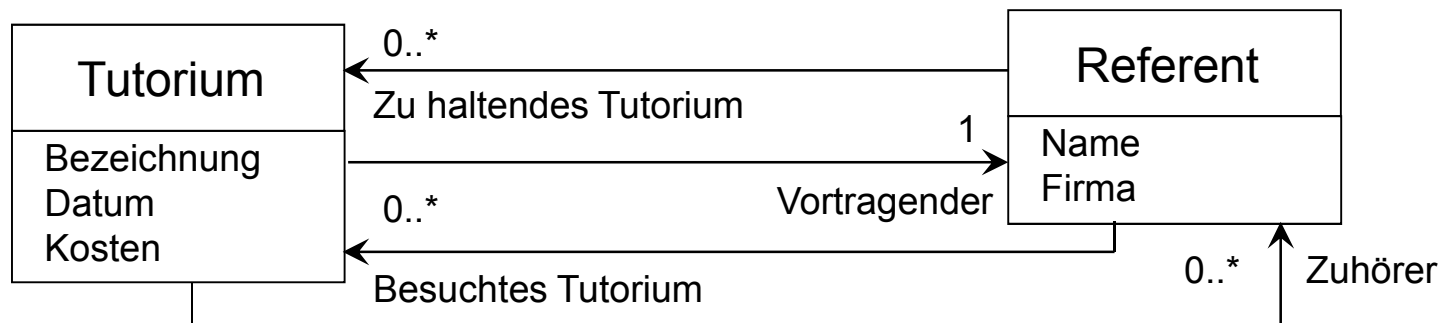 Tutorium
Bezeichnung
Datum
Kosten
0..*
Zu haltendes Tutorium
1
Vortragender
0..*
Besuchtes Tutorium
Referent
Name
Firma
0..*
Zuhörer